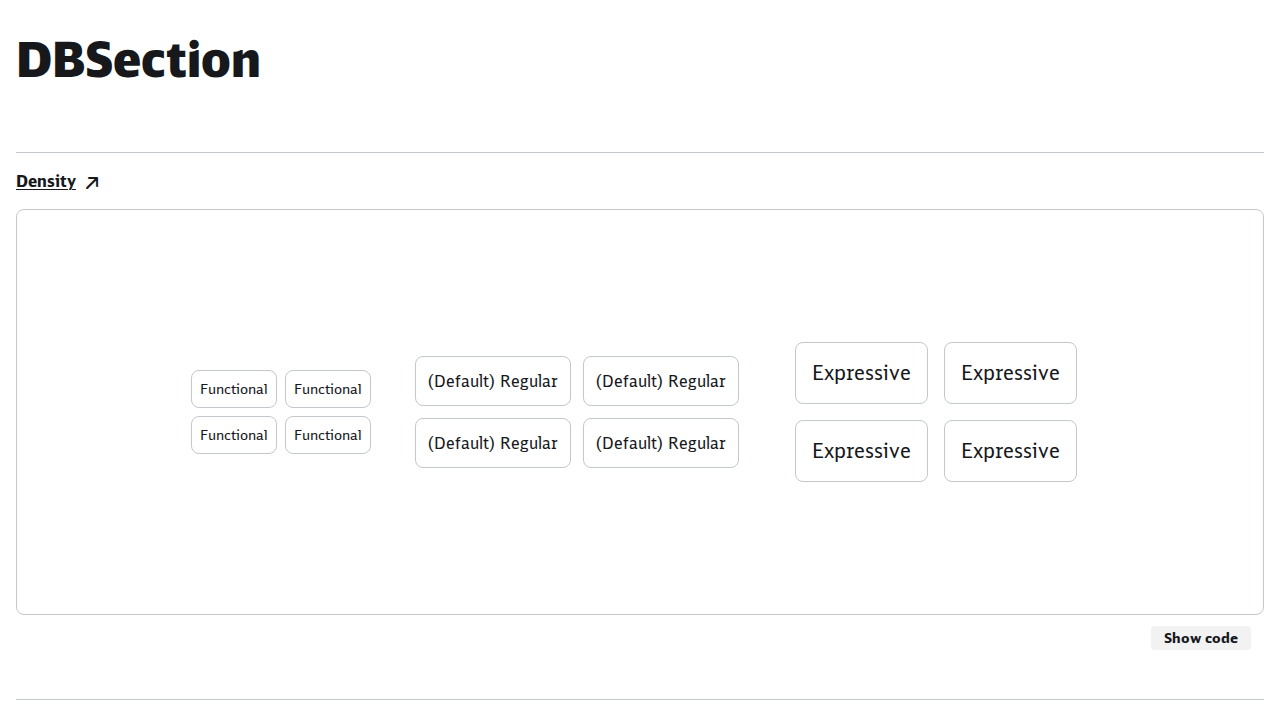 DBSection
Density
Functional Functional
Functional Functional
(Default) Regular (Default) Regular
(Default) Regular (Default) Regular
Expressive Expressive
Expressive Expressive
Show code